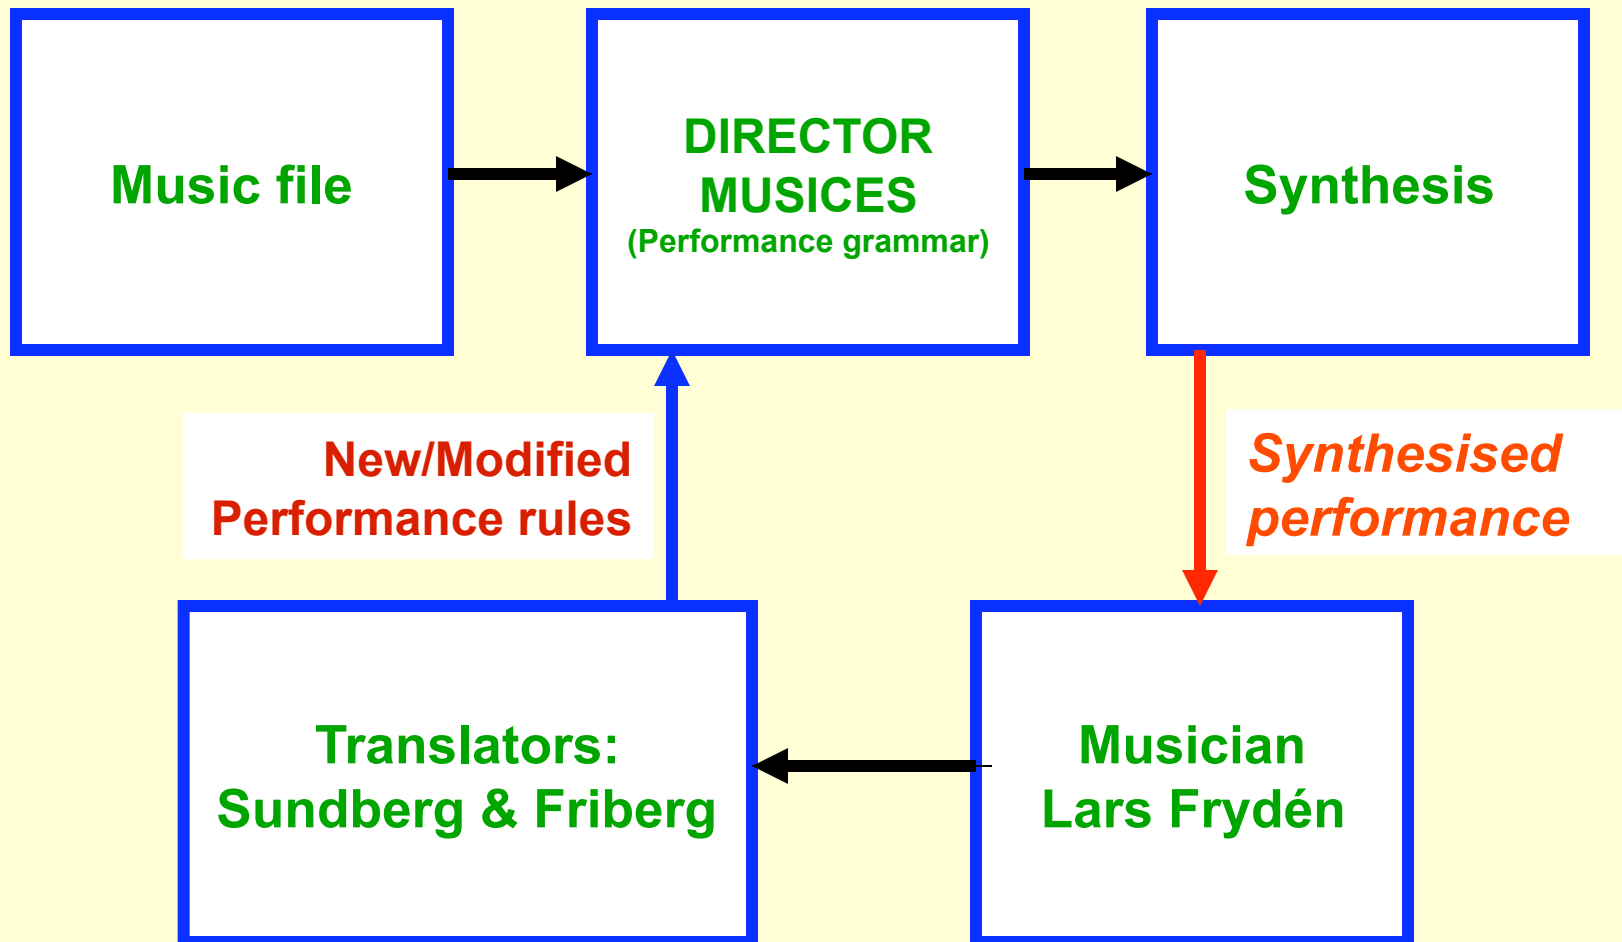 Music file
DIRECTOR
MUSICES
(Performance grammar)
Synthesis
New/Modified
Performance rules
Synthesised
performance
Translators:
Sundberg & Friberg
Musician
Lars Frydén